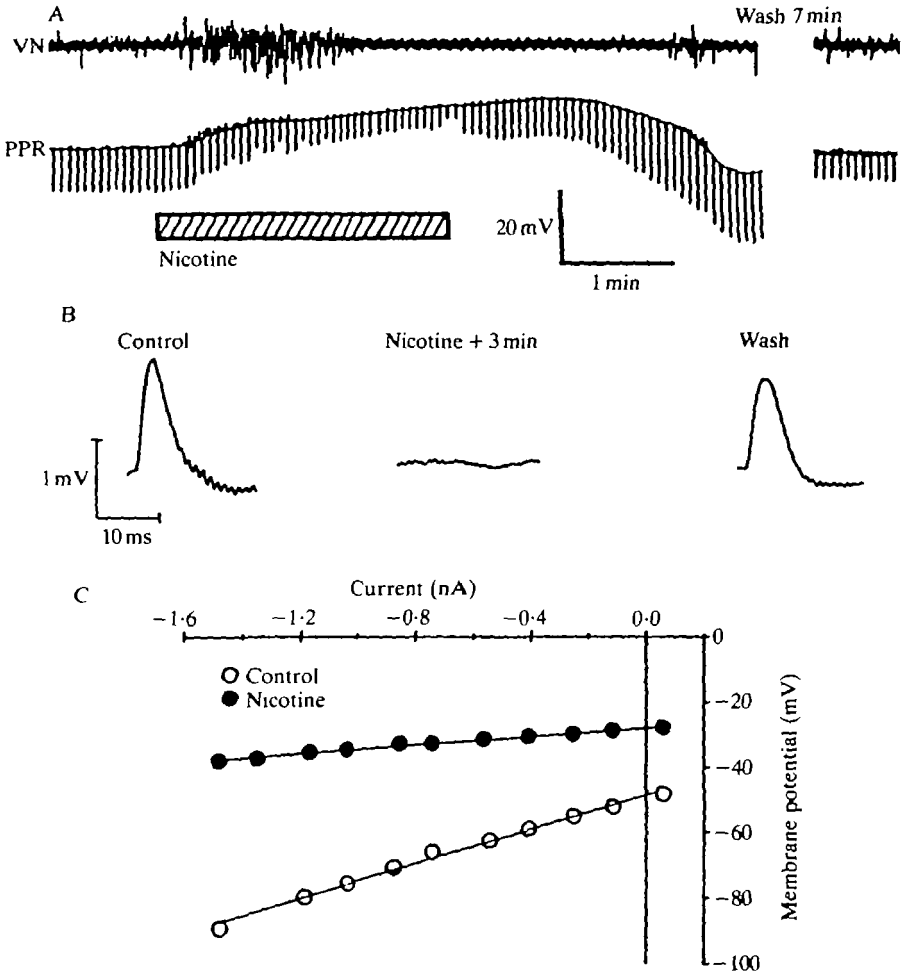 A
Wash 7 min
VN
PPR
Nicotine
20 mV
1 min
B
Control
Nicotine + 3 min
Wash
1 mV
10 ms
C
Current (nA)
−1·6 −1·2 −0·8 −0·4 0·0
0
Control
Nicotine
−20
−40
−60
−80
−100
Membrane potential (mV)